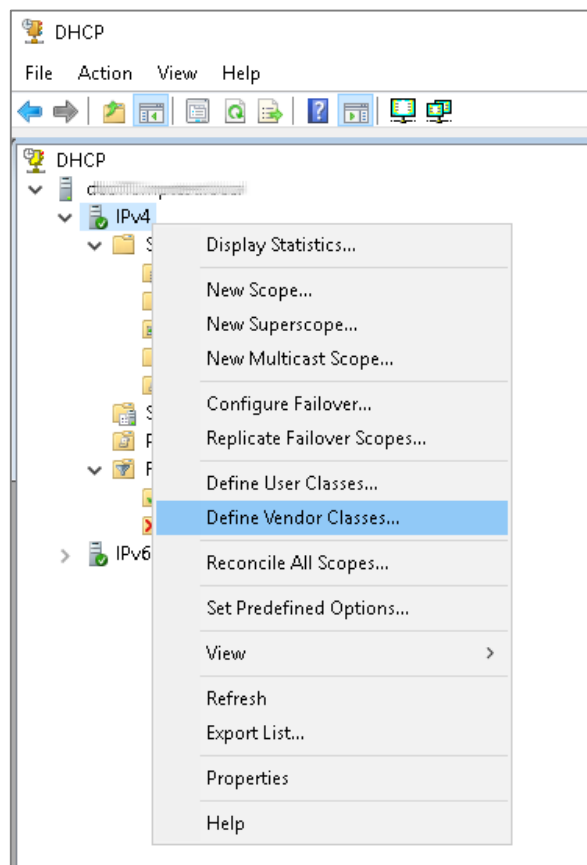 DHCP
File Action View Help
DHCP
IPv4
Display Statistics...
New Scope...
New Superscope...
New Multicast Scope...
Configure Failover...
Replicate Failover Scopes...
Define User Classes...
Define Vendor Classes...
Reconcile All Scopes...
IPv6
Set Predefined Options...
View
Refresh
Export List...
Properties
Help